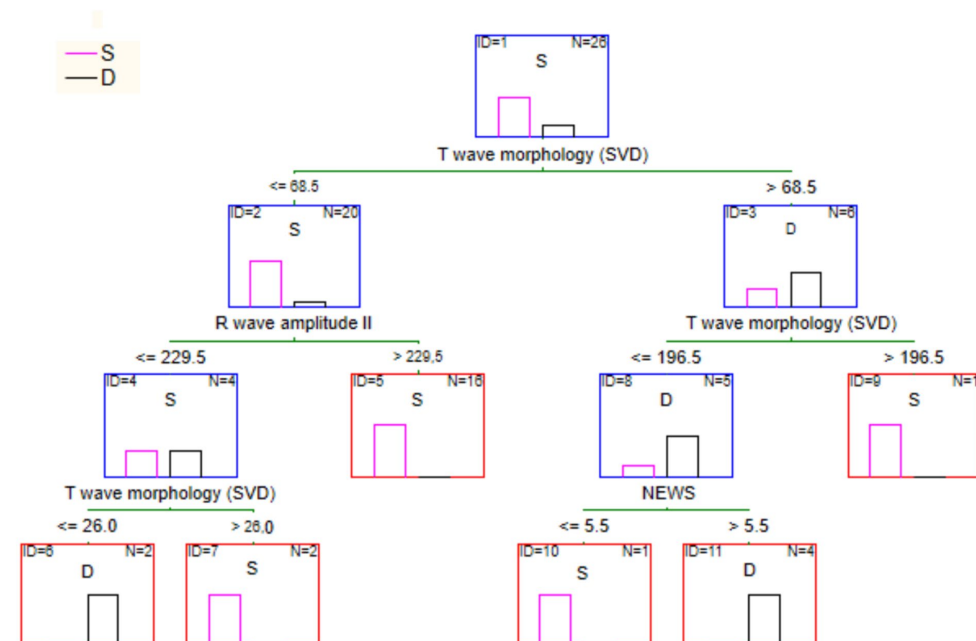 S
D
ID=1 N=26
S
T wave morphology (SVD)
<= 68.5 > 68.5
ID=2 N=20
S
ID=3 N=6
D
R wave amplitude II
T wave morphology (SVD)
<= 229.5 > 229,5
<= 196.5 > 196.5
ID=4 N=4
S
ID=5 N=16
S
ID=8 N=5
D
ID=9 N=1
S
T wave morphology (SVD)
NEWS
<= 26.0 > 26,0
<= 5.5 > 5.5
ID=6 N=2
D
ID=7 N=2
S
ID=10 N=1
S
ID=11 N=4
D